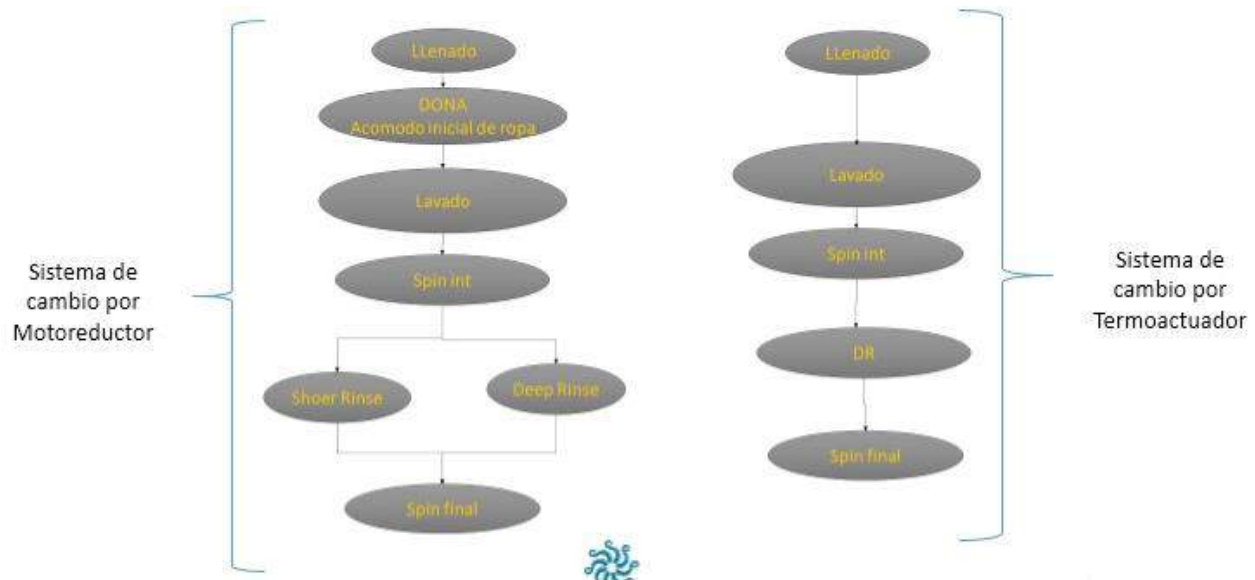 Sistema de
cambio por
Motoreductor
LLenado
DONA
Acomodo inicial de ropa
Lavado
Spin int
Shoer Rinse
Deep Rinse
Spin final
LLenado
Lavado
Spin int
DR
Spin final
Sistema de
cambio por
Termoactuador